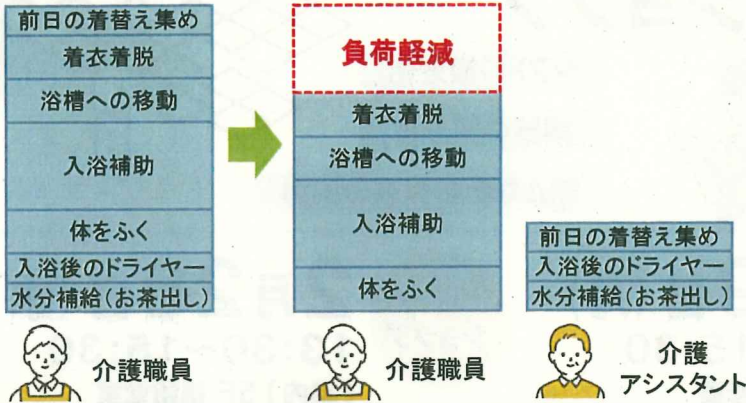 前日の着替え集め
着衣着脱
浴槽への移動
入浴補助
体をふく
入浴後のドライヤー
水分補給(お茶出し)
介護職員
負荷軽減
着衣着脱
浴槽への移動
入浴補助
体をふく
介護職員
前日の着替え集め
入浴後のドライヤー
水分補給(お茶出し)
介護
アシスタント